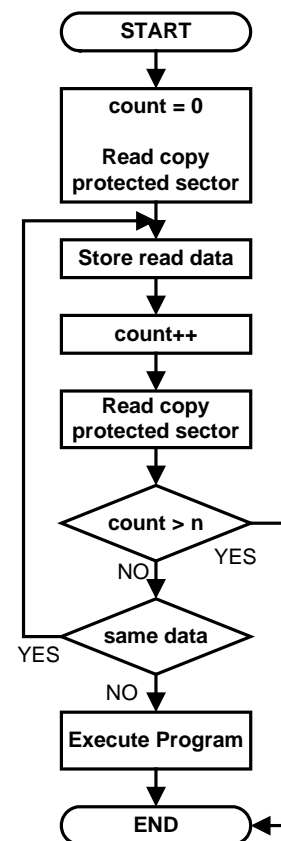 START
count = 0
Read copy
protected sector
Store read data
count++
Read copy
protected sector
count > n
NO
YES
same data
YES
NO
Execute Program
END